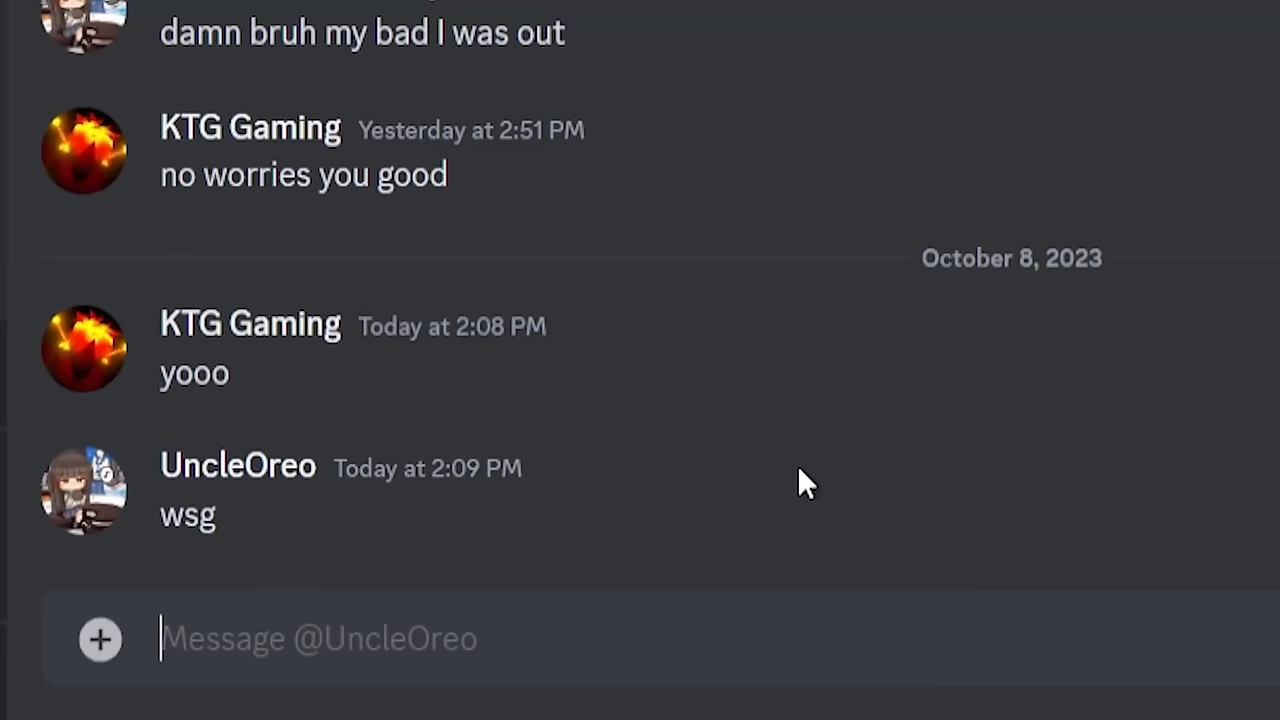 damn bruh my bad I was out
KTG Gaming Yesterday at 2:51 PM
no worries you good
October 8, 2023
KTG Gaming Today at 2:08 PM
yooo
UncleOreo Today at 2:09 PM
wsg
Message @UncleOreo